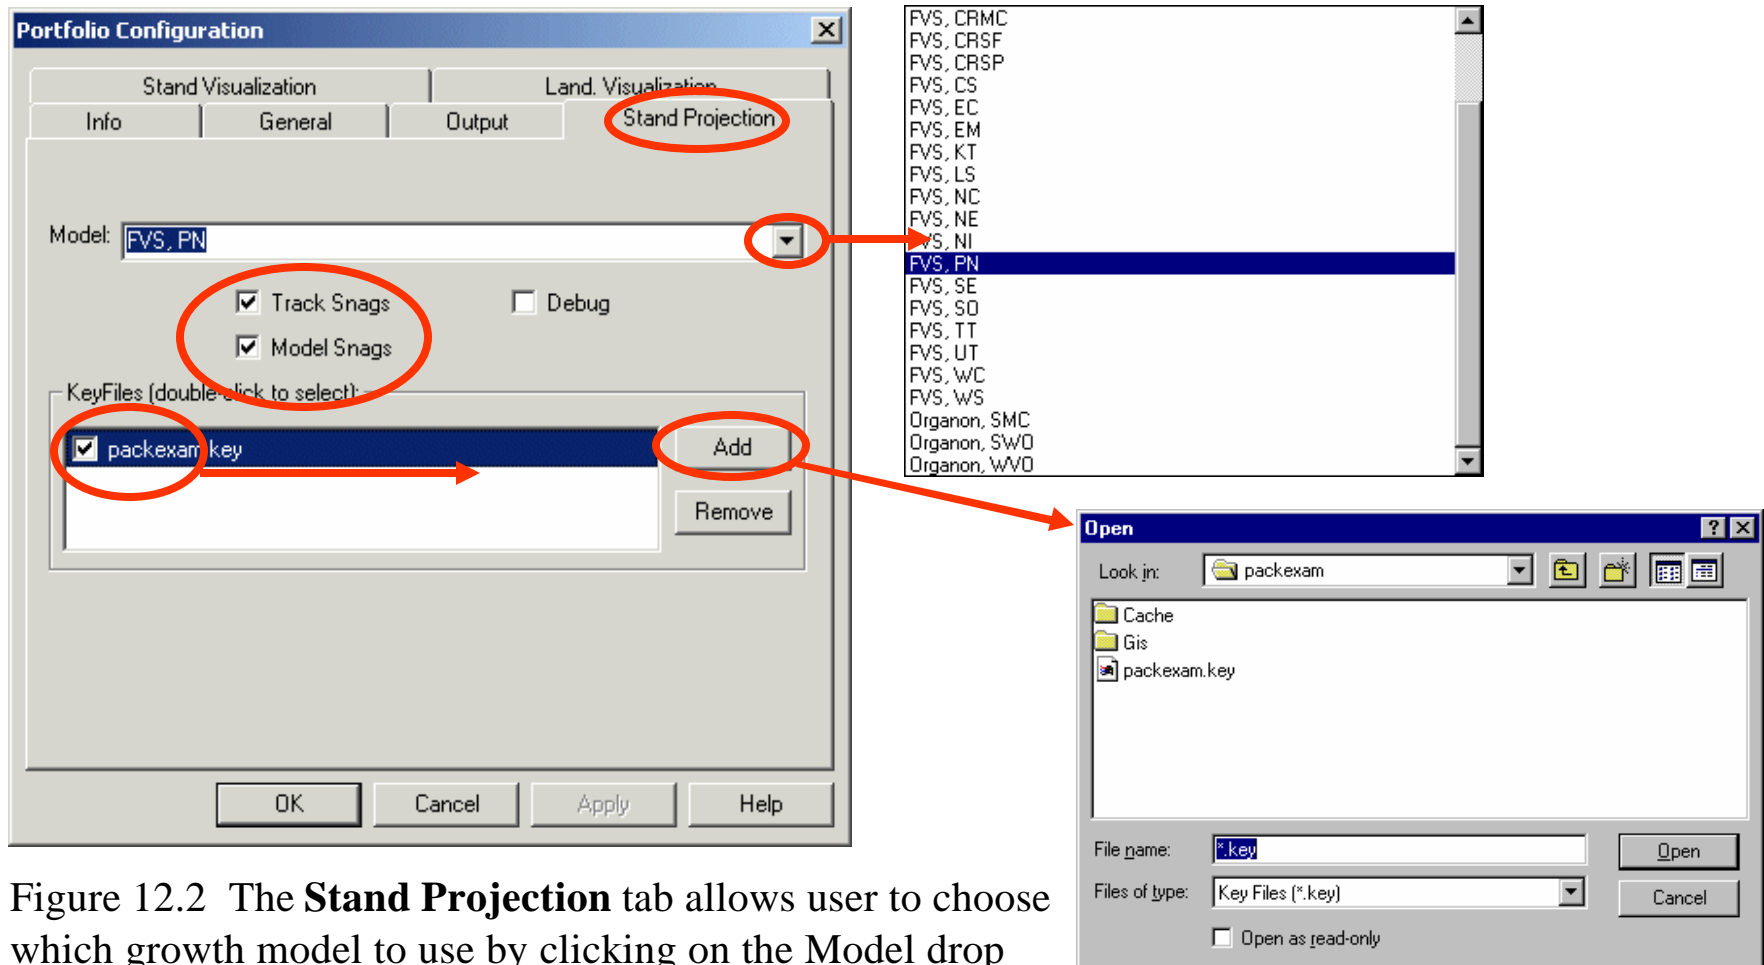 Portfolio Configuration
Stand Visualization
Land. Visualization
Info
General
Output
Stand Projection
Model:
FVS, PN
Track Snags
Debug
Model Snags
KeyFiles (double-click to select):
packexam.key
Add
Remove
OK
Cancel
Apply
Help
FVS, CRMC
FVS, CRSF
FVS, CRSP
FVS, CS
FVS, EC
FVS, EM
FVS, KT
FVS, LS
FVS, NC
FVS, NE
FVS, NI
FVS, PN
FVS, SE
FVS, SO
FVS, TT
FVS, UT
FVS, WC
FVS, WS
Organon, SMC
Organon, SWO
Organon, WVO
Open
Look in:
packexam
Cache
Gis
packexam.key
File name:
*.key
Open
Files of type:
Key Files (*.key)
Cancel
Open as read-only
Figure 12.2 The Stand Projection tab allows user to choose
which growth model to use by clicking on the Model drop